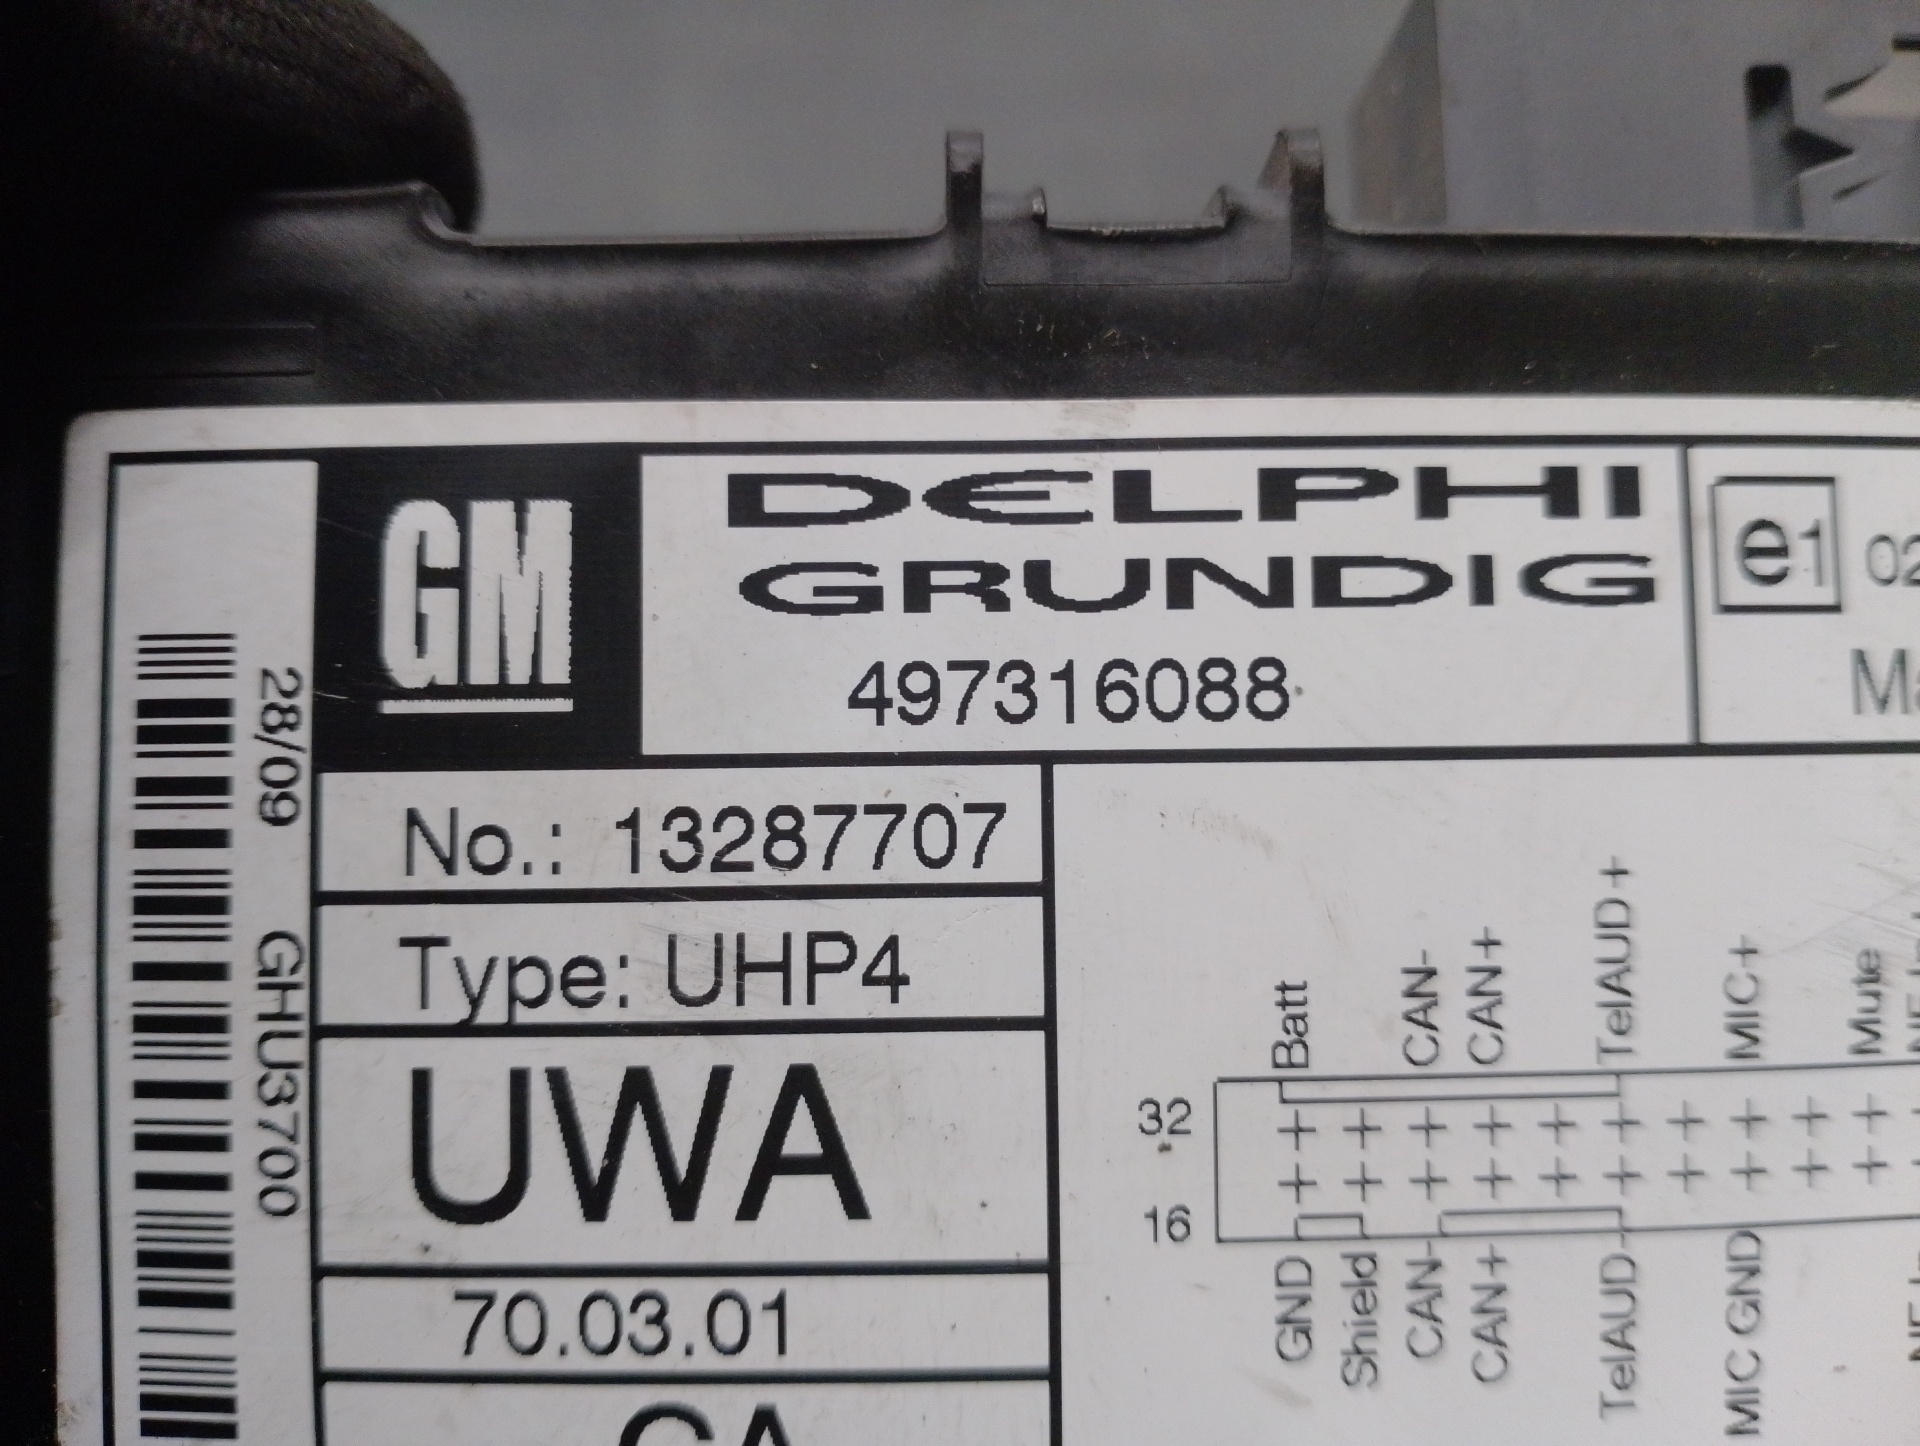 GM
DELPHI
GRUNDIG
497316088
e1 02
No.: 13287707
Type: UHP4
UWA
70.03.01
28/09 GHU3700
Batt
CAN-
CAN+
TelAUD+
MIC+
Mute
32
16
GND
Shield
CAN-
CAN+
TelAUD-
MIC GND